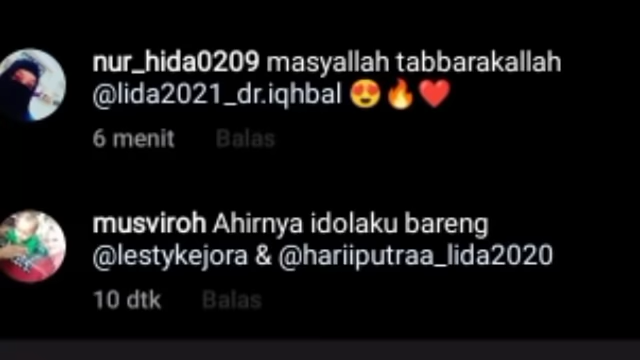 nur_hida0209 masyallah tabbarakallah
@lida2021_dr.iqhbal 😍🔥❤️
6 menit Balas
musviroh Ahirnya idolaku bareng
@lestykejora & @hariiputraa_lida2020
10 dtk Balas